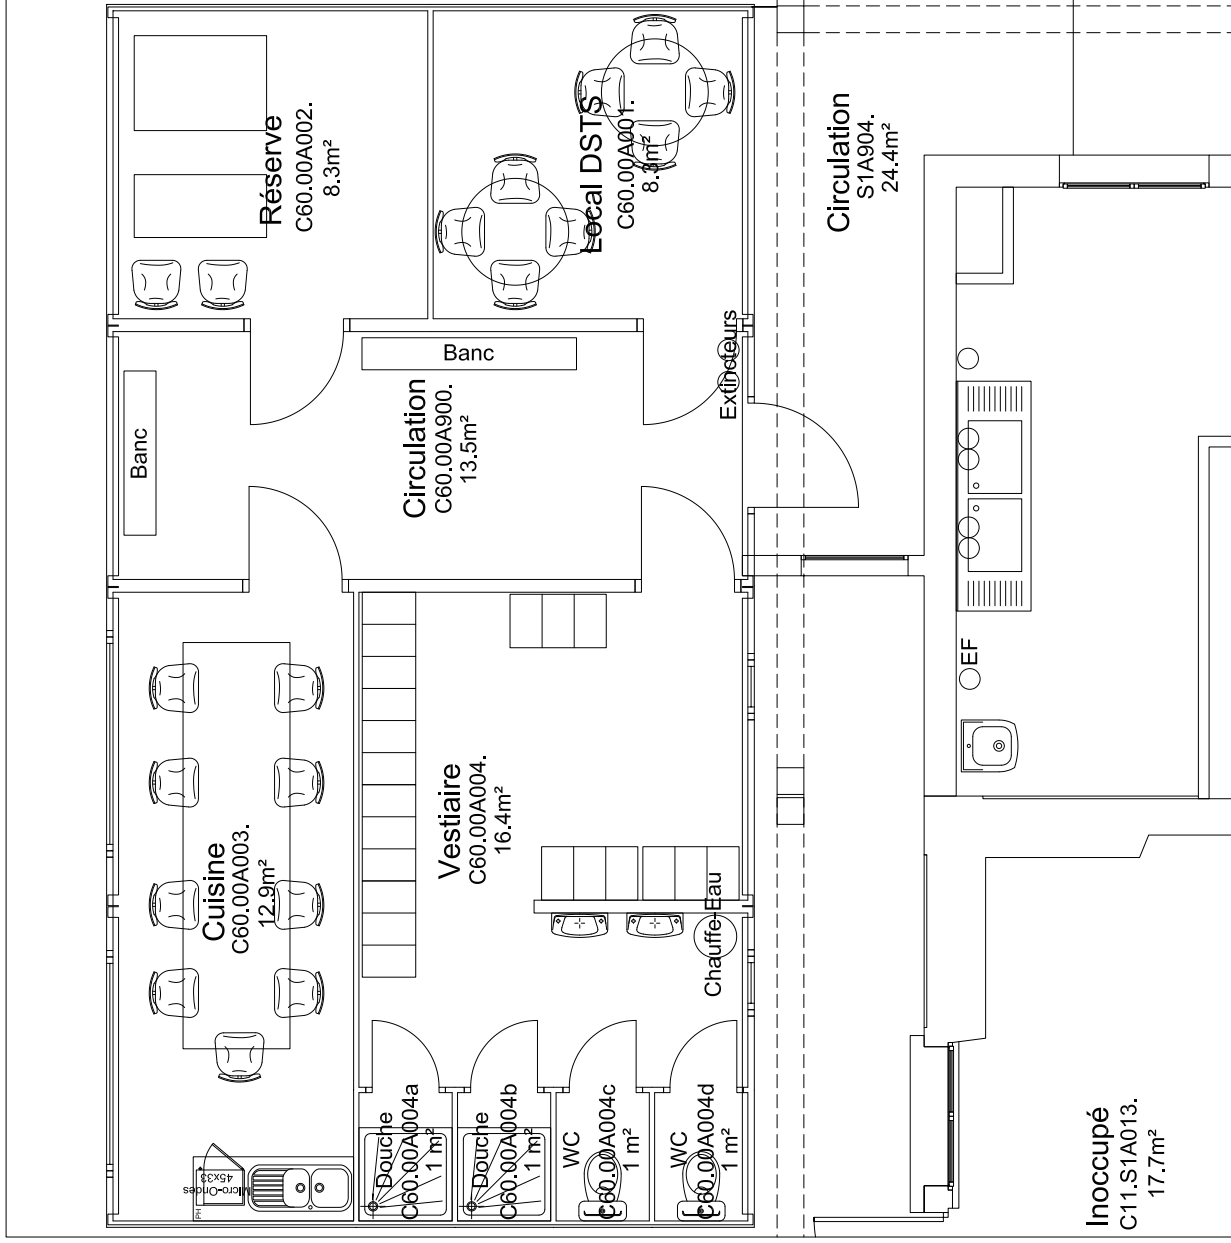 Réserve
C60.00A002.
8.3m²
Local DSTS
C60.00A001.
8.3m²
Circulation
S1A904.
24.4m²
Banc
Banc
Circulation
C60.00A900.
13.5m²
Extincteurs
EF
Cuisine
C60.00A003.
12.9m²
Vestiaire
C60.00A004.
16.4m²
Chauffe-Eau
Micro-Ondes
45x33
PH
Douche
C60.00A004a
1 m²
Douche
C60.00A004b
1 m²
WC
C60.00A004c
1 m²
WC
C60.00A004d
1 m²
Inoccupé
C11.S1A013.
17.7m²